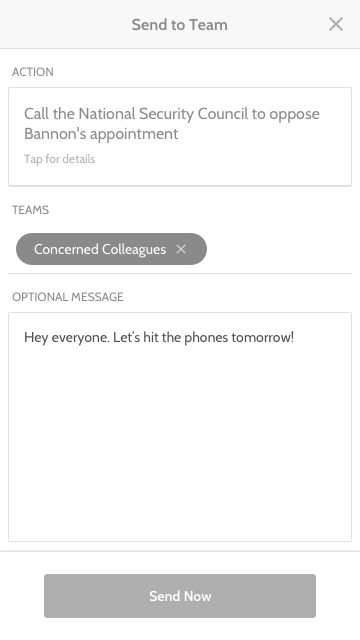 Send to Team
ACTION
Call the National Security Council to oppose
Bannon's appointment
Tap for details
TEAMS
Concerned Colleagues
OPTIONAL MESSAGE
Hey everyone. Let's hit the phones tomorrow!
Send Now